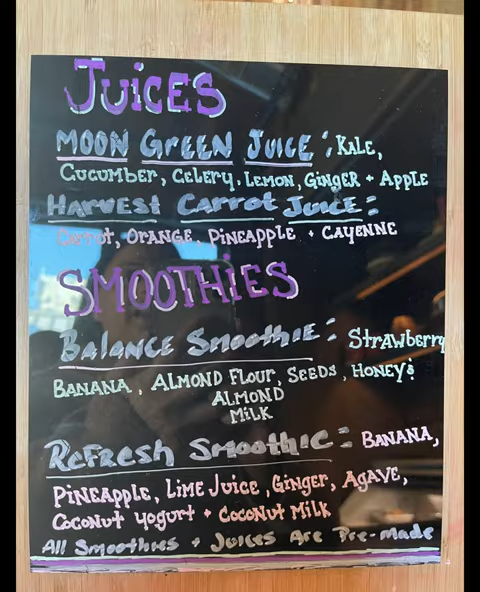 JUiCES
MOON GREEN JUICE : KALE,
CUCUMBER, CELERY, LEMON, GINGER + APPLE
HARVEST CARROT JUICE :
Carrot, ORANGE, PINEAPPLE + CAYENNE
SMOOTHiES
BALANCE SMOOTHIE : Strawberry
BANANA, ALMOND FLOUR, SEEDS, HONEY &
ALMOND
MiLK
REFRESH SMOOTHIE : BANANA,
PINEAPPLE, LIME JUICE, GINGER, AGAVE,
COCONUT YOGURT + COCONUT MILK
All Smoothies + Juices Are Pre-made